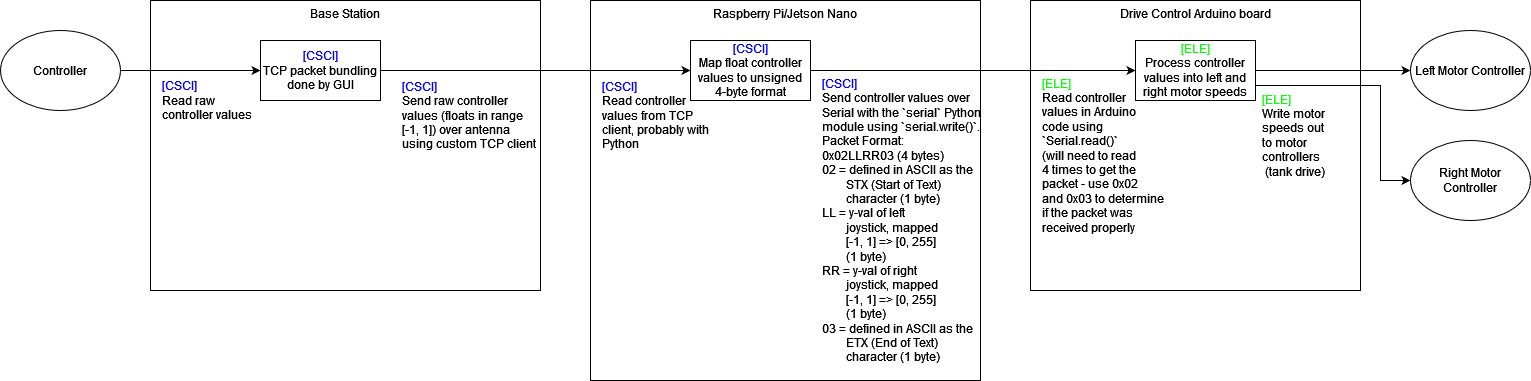 Base Station
Raspberry Pi/Jetson Nano
Drive Control Arduino board
Controller
[CSCI]
Read raw
controller values
[CSCI]
TCP packet bundling
done by GUI
[CSCI]
Send raw controller
values (floats in range
[-1, 1]) over antenna
using custom TCP client
[CSCI]
Read controller
values from TCP
client, probably with
Python
[CSCI]
Map float controller
values to unsigned
4-byte format
[CSCI]
Send controller values over
Serial with the `serial` Python
module using `serial.write()`.
Packet Format:
0x02LLRR03 (4 bytes)
02 = defined in ASCII as the
STX (Start of Text)
character (1 byte)
LL = y-val of left
joystick, mapped
[-1, 1] => [0, 255]
(1 byte)
RR = y-val of right
joystick, mapped
[-1, 1] => [0, 255]
(1 byte)
03 = defined in ASCII as the
ETX (End of Text)
character (1 byte)
[ELE]
Read controller
values in Arduino
code using
`Serial.read()`
(will need to read
4 times to get the
packet - use 0x02
and 0x03 to determine
if the packet was
received properly
[ELE]
Process controller
values into left and
right motor speeds
[ELE]
Write motor
speeds out
to motor
controllers
(tank drive)
Left Motor Controller
Right Motor
Controller